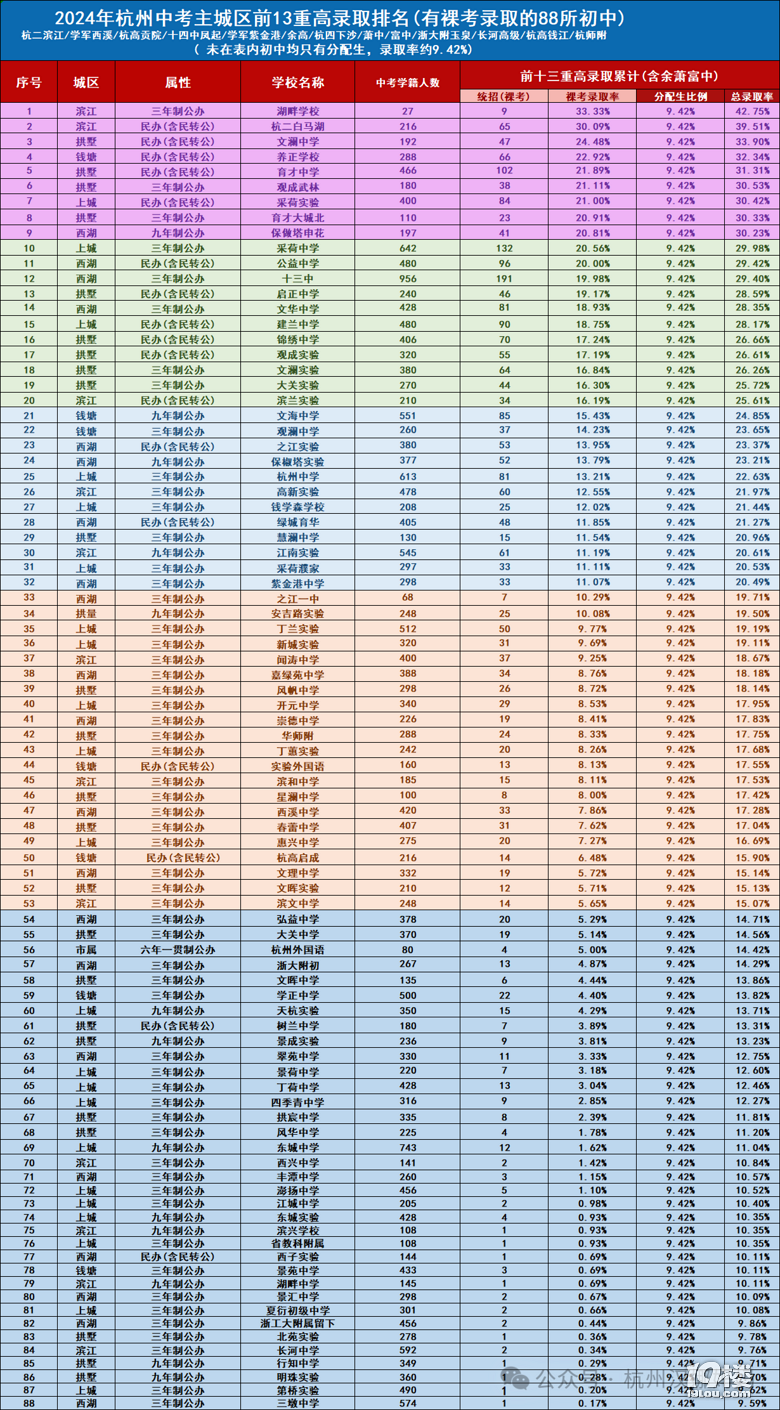 2024年杭州中考主城区前13重高录取排名(有裸考录取的88所初中)
杭二滨江/学军西溪/杭高贡院/十四中凤起/学军紫金港/余高/杭四下沙/萧中/富中/浙大附玉泉/长河高级/杭高钱江/杭师附
( 未在表内初中均只有分配生，录取率约9.42%)
序号 城区 属性 学校名称 中考学籍人数 前十三重高录取累计(含余萧富中)
统招(裸考) 裸考录取率 分配生比例 总录取率
1 滨江 三年制公办 湖畔学校 27 9 33.33% 9.42% 42.75%
2 滨江 民办(含民转公) 杭二白马湖 216 65 30.09% 9.42% 39.51%
3 拱墅 民办(含民转公) 文澜中学 192 47 24.48% 9.42% 33.90%
4 钱塘 民办(含民转公) 养正学校 288 66 22.92% 9.42% 32.34%
5 拱墅 民办(含民转公) 育才中学 466 102 21.89% 9.42% 31.31%
6 拱墅 三年制公办 观成武林 180 38 21.11% 9.42% 30.53%
7 上城 民办(含民转公) 采荷实验 400 84 21.00% 9.42% 30.42%
8 拱墅 三年制公办 育才大城北 110 23 20.91% 9.42% 30.33%
9 西湖 九年制公办 保俶塔申花 197 41 20.81% 9.42% 30.23%
10 上城 三年制公办 采荷中学 642 132 20.56% 9.42% 29.98%
11 西湖 民办(含民转公) 公益中学 480 96 20.00% 9.42% 29.42%
12 西湖 三年制公办 十三中 956 191 19.98% 9.42% 29.40%
13 拱墅 民办(含民转公) 启正中学 240 46 19.17% 9.42% 28.59%
14 西湖 三年制公办 文华中学 428 81 18.93% 9.42% 28.35%
15 上城 民办(含民转公) 建兰中学 480 90 18.75% 9.42% 28.17%
16 拱墅 民办(含民转公) 锦绣中学 406 70 17.24% 9.42% 26.66%
17 拱墅 民办(含民转公) 观成实验 320 55 17.19% 9.42% 26.61%
18 拱墅 三年制公办 文澜实验 380 64 16.84% 9.42% 26.26%
19 拱墅 三年制公办 大关实验 270 44 16.30% 9.42% 25.72%
20 滨江 民办(含民转公) 滨兰实验 210 34 16.19% 9.42% 25.61%
21 钱塘 九年制公办 文海中学 551 85 15.43% 9.42% 24.85%
22 钱塘 三年制公办 观澜中学 260 37 14.23% 9.42% 23.65%
23 西湖 民办(含民转公) 之江实验 380 53 13.95% 9.42% 23.37%
24 西湖 九年制公办 保俶塔实验 377 52 13.79% 9.42% 23.21%
25 上城 三年制公办 杭州中学 613 81 13.21% 9.42% 22.63%
26 滨江 三年制公办 高新实验 478 60 12.55% 9.42% 21.97%
27 上城 三年制公办 钱学森学校 208 25 12.02% 9.42% 21.44%
28 西湖 民办(含民转公) 绿城育华 405 48 11.85% 9.42% 21.27%
29 拱墅 三年制公办 慧澜中学 130 15 11.54% 9.42% 20.96%
30 滨江 九年制公办 江南实验 545 61 11.19% 9.42% 20.61%
31 上城 三年制公办 采荷濮家 297 33 11.11% 9.42% 20.53%
32 西湖 三年制公办 紫金港中学 298 33 11.07% 9.42% 20.49%
33 西湖 三年制公办 之江一中 68 7 10.29% 9.42% 19.71%
34 拱量 九年制公办 安吉路实验 248 25 10.08% 9.42% 19.50%
35 上城 三年制公办 丁兰实验 512 50 9.77% 9.42% 19.19%
36 上城 三年制公办 新城实验 320 31 9.69% 9.42% 19.11%
37 滨江 三年制公办 闻涛中学 400 37 9.25% 9.42% 18.67%
38 西湖 三年制公办 嘉绿苑中学 388 34 8.76% 9.42% 18.18%
39 拱墅 三年制公办 风帆中学 298 26 8.72% 9.42% 18.14%
40 上城 三年制公办 开元中学 340 29 8.53% 9.42% 17.95%
41 西湖 三年制公办 崇德中学 226 19 8.41% 9.42% 17.83%
42 拱墅 三年制公办 华师附 288 24 8.33% 9.42% 17.75%
43 上城 三年制公办 丁蕙实验 242 20 8.26% 9.42% 17.68%
44 钱塘 民办(含民转公) 实验外国语 160 13 8.13% 9.42% 17.55%
45 滨江 三年制公办 滨和中学 185 15 8.11% 9.42% 17.53%
46 拱墅 三年制公办 星澜中学 100 8 8.00% 9.42% 17.42%
47 西湖 三年制公办 西溪中学 420 33 7.86% 9.42% 17.28%
48 拱墅 三年制公办 春蕾中学 407 31 7.62% 9.42% 17.04%
49 上城 三年制公办 惠兴中学 275 20 7.27% 9.42% 16.69%
50 钱塘 民办(含民转公) 杭高启成 216 14 6.48% 9.42% 15.90%
51 西湖 三年制公办 文理中学 332 19 5.72% 9.42% 15.14%
52 拱墅 三年制公办 文晖实验 210 12 5.71% 9.42% 15.13%
53 滨江 三年制公办 滨文中学 248 14 5.65% 9.42% 15.07%
54 西湖 三年制公办 弘益中学 378 20 5.29% 9.42% 14.71%
55 拱墅 三年制公办 大关中学 370 19 5.14% 9.42% 14.56%
56 市属 六年一贯制公办 杭州外国语 80 4 5.00% 9.42% 14.42%
57 西湖 三年制公办 浙大附初 267 13 4.87% 9.42% 14.29%
58 拱墅 三年制公办 文晖中学 135 6 4.44% 9.42% 13.86%
59 钱塘 三年制公办 学正中学 500 22 4.40% 9.42% 13.82%
60 上城 九年制公办 天杭实验 350 15 4.29% 9.42% 13.71%
61 拱墅 民办(含民转公) 树兰中学 180 7 3.89% 9.42% 13.31%
62 拱墅 九年制公办 景成实验 236 9 3.81% 9.42% 13.23%
63 西湖 三年制公办 翠苑中学 330 11 3.33% 9.42% 12.75%
64 上城 三年制公办 景荷中学 220 7 3.18% 9.42% 12.60%
65 上城 三年制公办 丁荷中学 428 13 3.04% 9.42% 12.46%
66 上城 三年制公办 四季青中学 316 9 2.85% 9.42% 12.27%
67 拱墅 三年制公办 拱宸中学 335 8 2.39% 9.42% 11.81%
68 拱墅 三年制公办 风华中学 225 4 1.78% 9.42% 11.20%
69 上城 九年制公办 东城中学 743 12 1.62% 9.42% 11.04%
70 滨江 三年制公办 西兴中学 141 2 1.42% 9.42% 10.84%
71 西湖 三年制公办 丰潭中学 260 3 1.15% 9.42% 10.57%
72 上城 三年制公办 澎扬中学 456 5 1.10% 9.42% 10.52%
73 上城 三年制公办 江城中学 205 2 0.98% 9.42% 10.40%
74 上城 九年制公办 东城实验 428 4 0.93% 9.42% 10.35%
75 滨江 九年制公办 滨兴学校 108 1 0.93% 9.42% 10.35%
76 上城 三年制公办 省教科附属 108 1 0.93% 9.42% 10.35%
77 西湖 民办(含民转公) 西子实验 144 1 0.69% 9.42% 10.11%
78 钱塘 三年制公办 景苑中学 433 3 0.69% 9.42% 10.11%
79 滨江 九年制公办 湖畔中学 145 1 0.69% 9.42% 10.11%
80 西湖 三年制公办 景汇中学 298 2 0.67% 9.42% 10.09%
81 上城 三年制公办 夏衍初级中学 301 2 0.66% 9.42% 10.08%
82 西湖 三年制公办 浙工大附属留下 456 2 0.44% 9.42% 9.86%
83 拱墅 三年制公办 北苑实验 278 1 0.36% 9.42% 9.78%
84 滨江 三年制公办 长河中学 592 2 0.34% 9.42% 9.76%
85 拱墅 九年制公办 行知中学 349 1 0.29% 9.42% 9.71%
86 拱墅 九年制公办 明珠实验 360 1 0.28% 9.42% 9.70%
87 上城 三年制公办 第桥实验 490 1 0.20% 9.42% 9.62%
88 西湖 三年制公办 三墩中学 574 1 0.17% 9.42% 9.59%
公众号 · 杭州
19楼
19lou.com